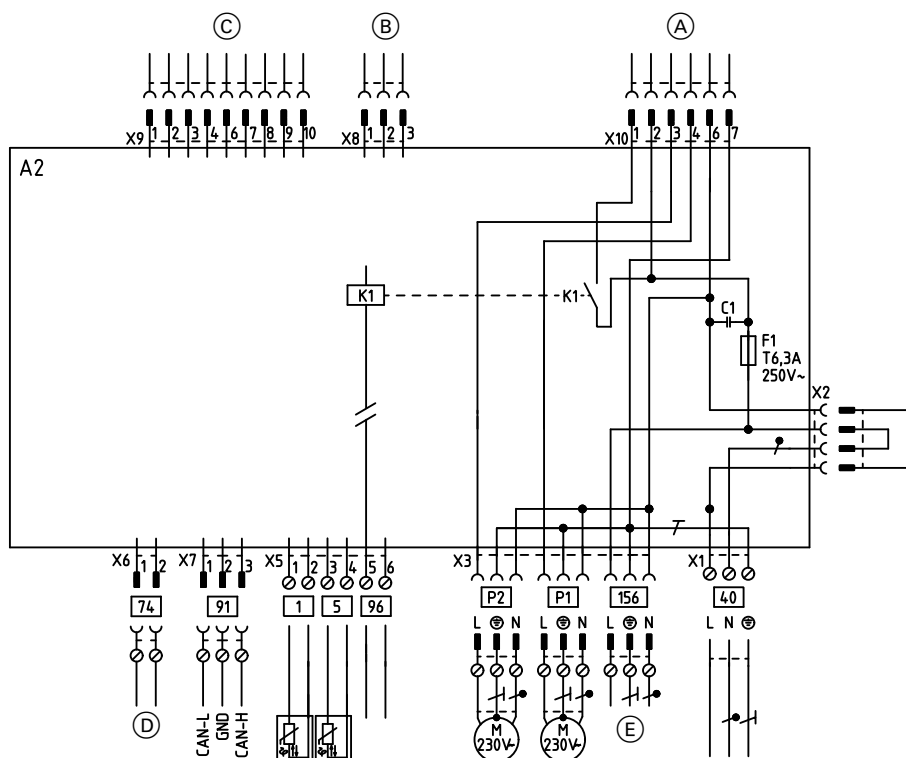 C B A
X9 1 2 3 4 6 7 8 9 10 X8 1 2 3 X10 1 2 3 4 6 7
A2
K1 K1
C1
F1
T6,3A
250V~
X2
X6 1 2 X7 1 2 3 X5 1 2 3 4 5 6 X3 X1
74 91 1 5 96 P2 P1 156 40
L N L N L N L N
D CAN-L GND CAN-H E
M
230V~
M
230V~